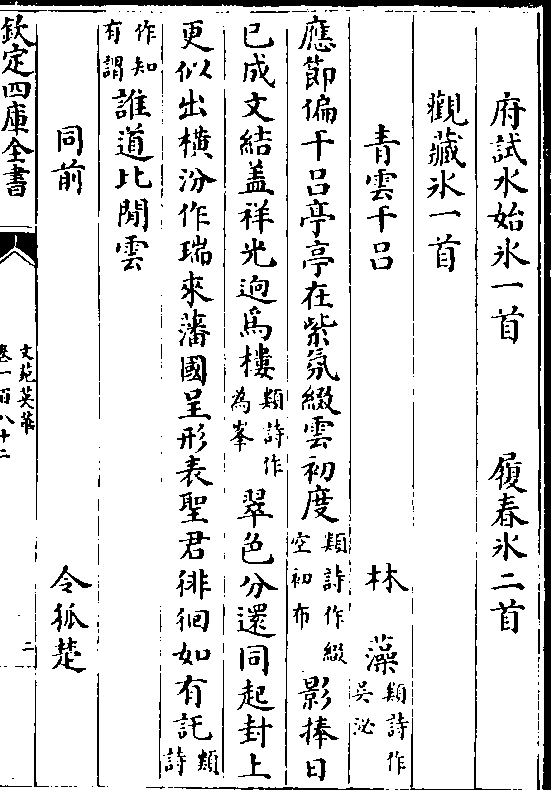 府試水始氷一首　履春氷二首
觀藏氷一首
青雲干呂　林藻類詩作吳泌
應節偏干呂亭亭在紫氛綴雲初度類詩作綴空初布影捧日
已成文結盖祥光逈為樓類詩作為峯翠色分還同起封上
更似出橫汾作瑞來藩國呈形表聖君徘徊如有託類詩
作知有謂誰道比閒雲
同前　令狐楚
欽定四庫全書
文苑英華
卷一百八十二
二